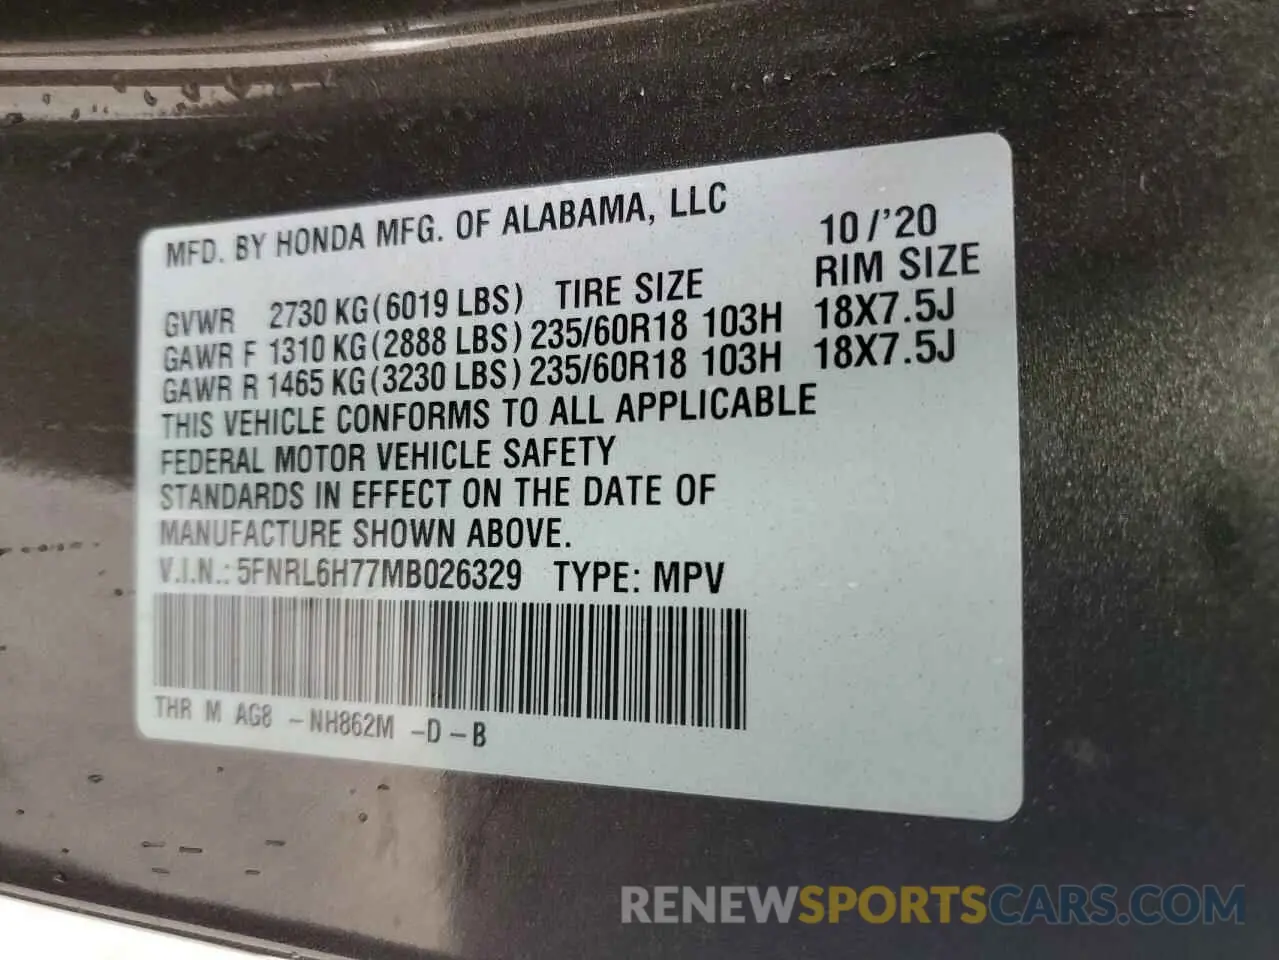 MFD. BY HONDA MFG. OF ALABAMA, LLC 10/'20
GVWR 2730 KG (6019 LBS) TIRE SIZE RIM SIZE
GAWR F 1310 KG (2888 LBS) 235/60R18 103H 18X7.5J
GAWR R 1465 KG (3230 LBS) 235/60R18 103H 18X7.5J
THIS VEHICLE CONFORMS TO ALL APPLICABLE
FEDERAL MOTOR VEHICLE SAFETY
STANDARDS IN EFFECT ON THE DATE OF
MANUFACTURE SHOWN ABOVE.
V.I.N.: 5FNRL6H77MB026329 TYPE: MPV
THR M AG8 -NH862M -D-B
RENEWSPORTSCARS.COM